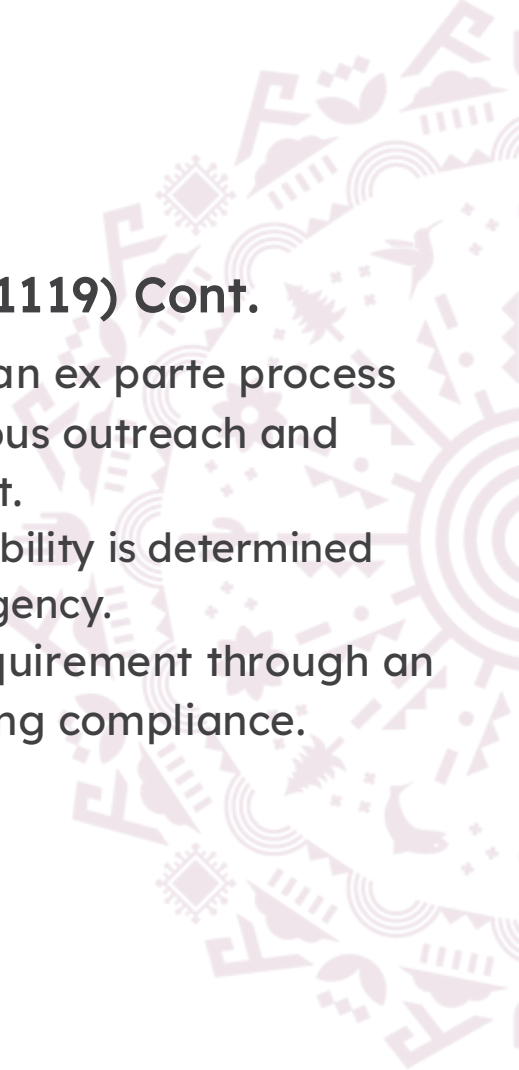 1119) Cont.
an ex parte process
ous outreach and
t.
bility is determined
gency.
quirement through an
ng compliance.